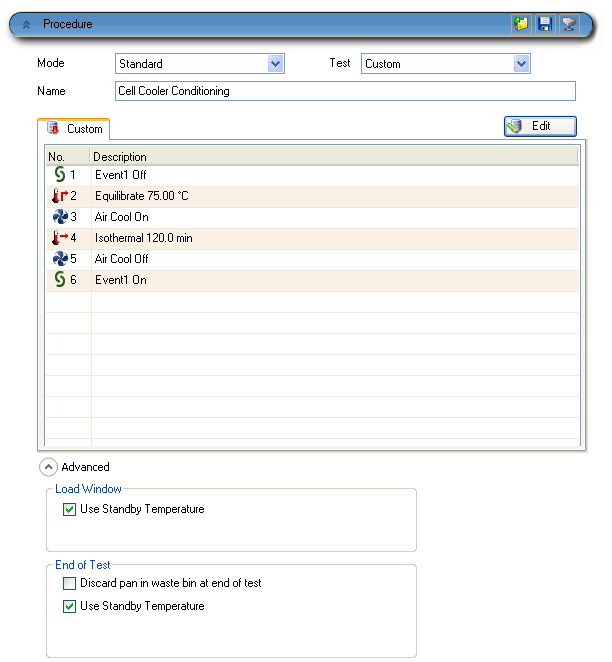 Procedure
Mode Standard Test Custom
Name Cell Cooler Conditioning
Custom Edit
No. Description
1 Event1 Off
2 Equilibrate 75.00 °C
3 Air Cool On
4 Isothermal 120.0 min
5 Air Cool Off
6 Event1 On
Advanced
Load Window
Use Standby Temperature
End of Test
Discard pan in waste bin at end of test
Use Standby Temperature